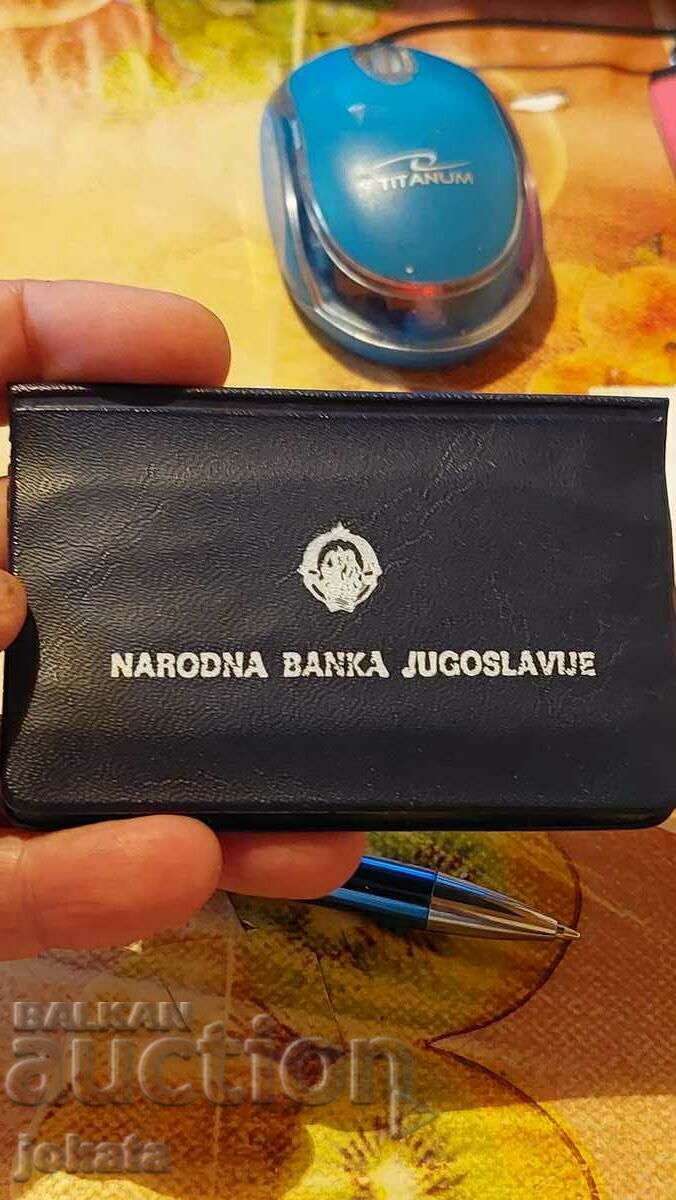 TITANUM
NARODNA BANKA JUGOSLAVIJE
BALKAN
auction
jokata